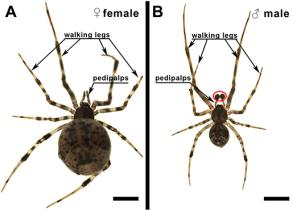 A ♀ female
walking legs
pedipalps
B ♂ male
walking legs
pedipalps